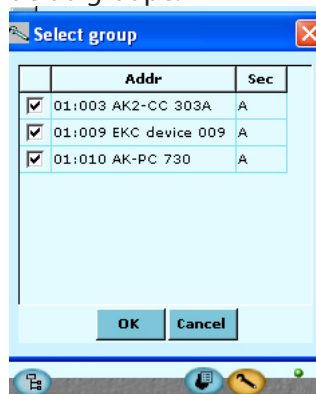 Select group
Addr Sec
01:003 AK2-CC 303A A
01:009 EKC device 009 A
01:010 AK-PC 730 A
OK Cancel